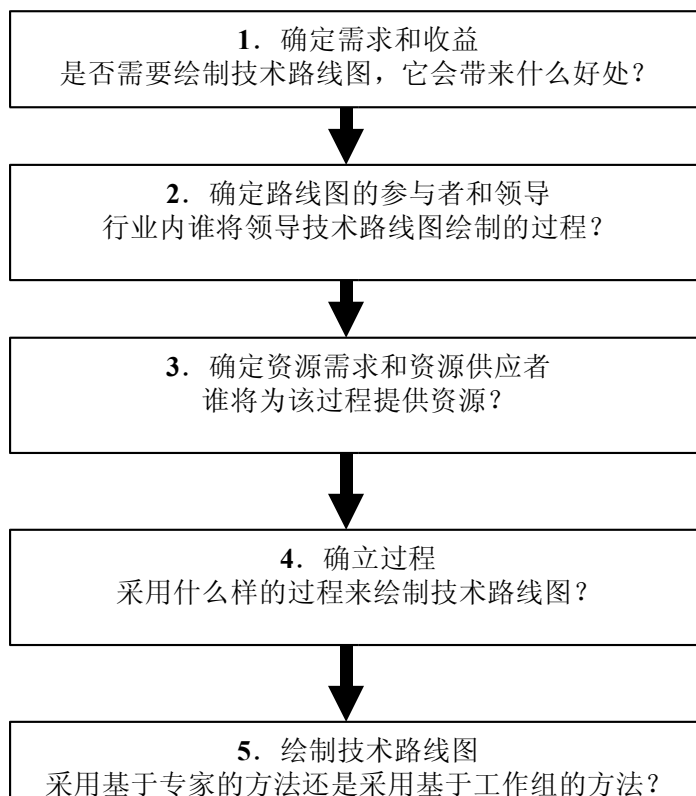 1. 确定需求和收益
是否需要绘制技术路线图，它会带来什么好处？
2. 确定路线图的参与者和领导
行业内谁将领导技术路线图绘制的过程？
3. 确定资源需求和资源供应者
谁将为该过程提供资源？
4. 确立过程
采用什么样的过程来绘制技术路线图？
5. 绘制技术路线图
采用基于专家的方法还是采用基于工作组的方法？